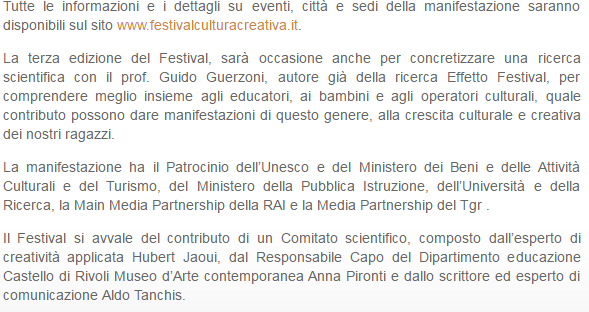 Tutte le informazioni e i dettagli su eventi, città e sedi della manifestazione saranno
disponibili sul sito www.festivalculturacreativa.it.
La terza edizione del Festival, sarà occasione anche per concretizzare una ricerca
scientifica con il prof. Guido Guerzoni, autore già della ricerca Effetto Festival, per
comprendere meglio insieme agli educatori, ai bambini e agli operatori culturali, quale
contributo possono dare manifestazioni di questo genere, alla crescita culturale e creativa
dei nostri ragazzi.
La manifestazione ha il Patrocinio dell'Unesco e del Ministero dei Beni e delle Attività
Culturali e del Turismo, del Ministero della Pubblica Istruzione, dell'Università e della
Ricerca, la Main Media Partnership della RAI e la Media Partnership del Tgr .
Il Festival si avvale del contributo di un Comitato scientifico, composto dall'esperto di
creatività applicata Hubert Jaoui, dal Responsabile Capo del Dipartimento educazione
Castello di Rivoli Museo d'Arte contemporanea Anna Pironti e dallo scrittore ed esperto di
comunicazione Aldo Tanchis.